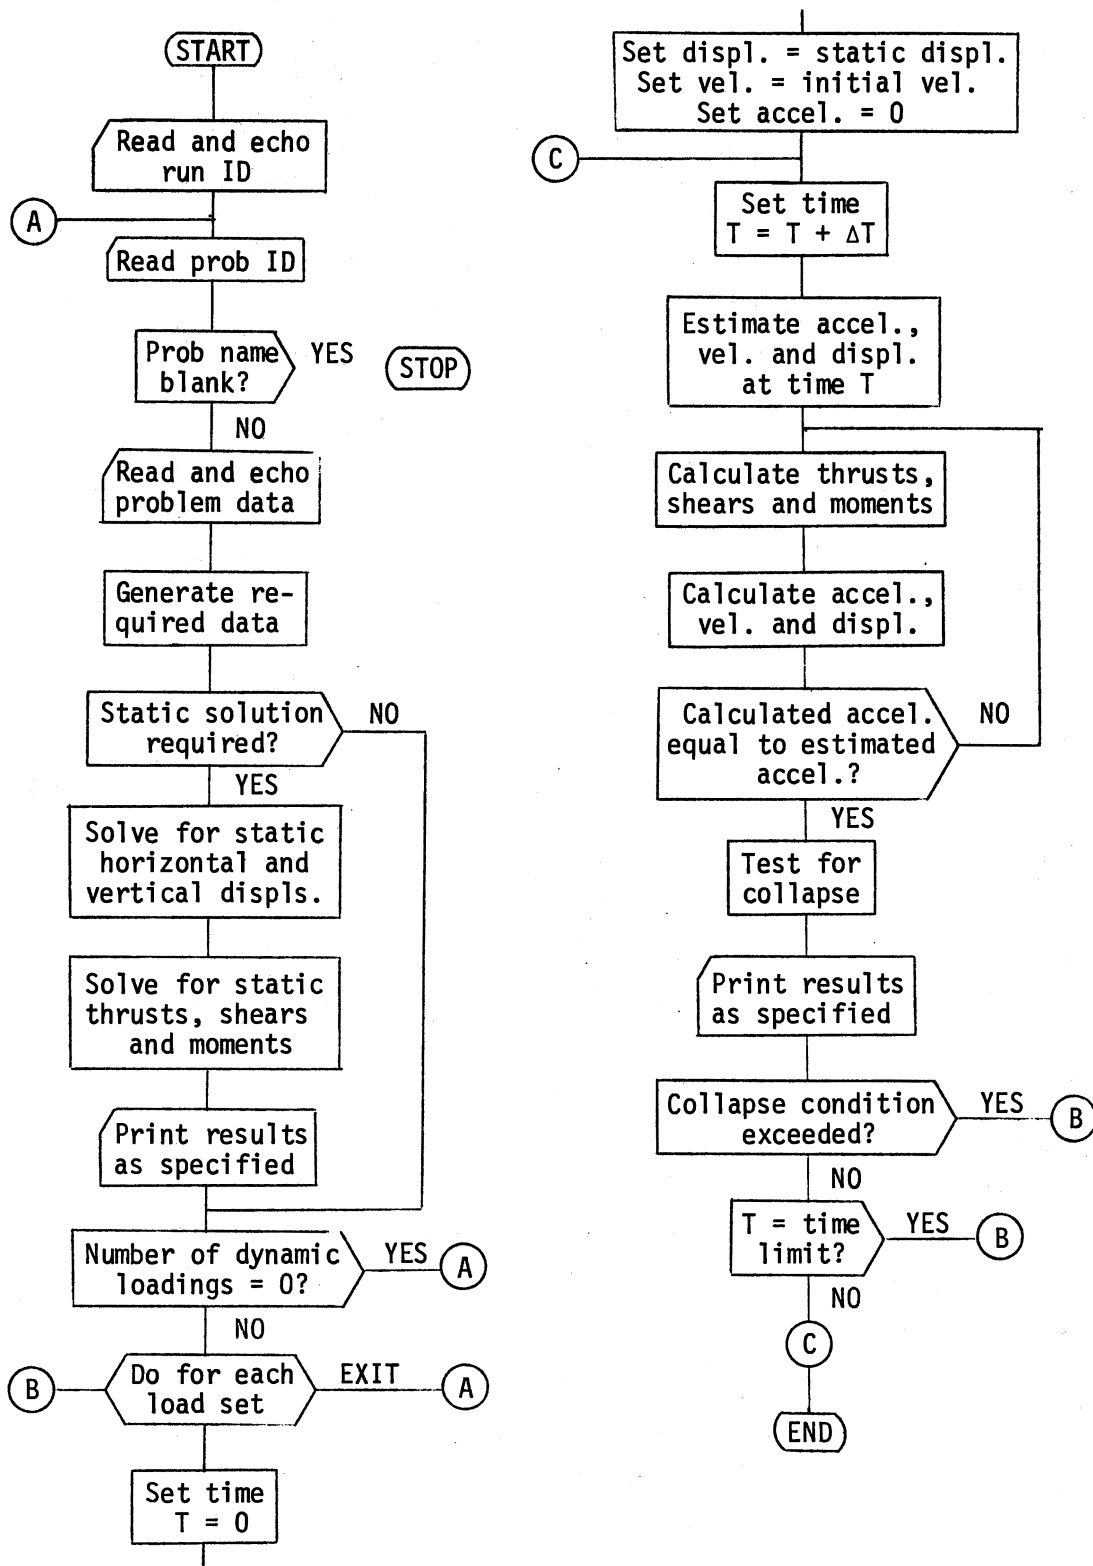 START
Read and echo
run ID
A
Read prob ID
Prob name
blank?
YES
STOP
NO
Read and echo
problem data
Generate re-
quired data
Static solution
required?
NO
YES
Solve for static
horizontal and
vertical displs.
Solve for static
thrusts, shears
and moments
Print results
as specified
Number of dynamic
loadings = 0?
YES
A
NO
B
Do for each
load set
EXIT
A
Set time
T = 0
Set displ. = static displ.
Set vel. = initial vel.
Set accel. = 0
C
Set time
T = T + ΔT
Estimate accel.,
vel. and displ.
at time T
Calculate thrusts,
shears and moments
Calculate accel.,
vel. and displ.
Calculated accel.
equal to estimated
accel.?
NO
YES
Test for
collapse
Print results
as specified
Collapse condition
exceeded?
YES
B
NO
T = time
limit?
YES
B
NO
C
END